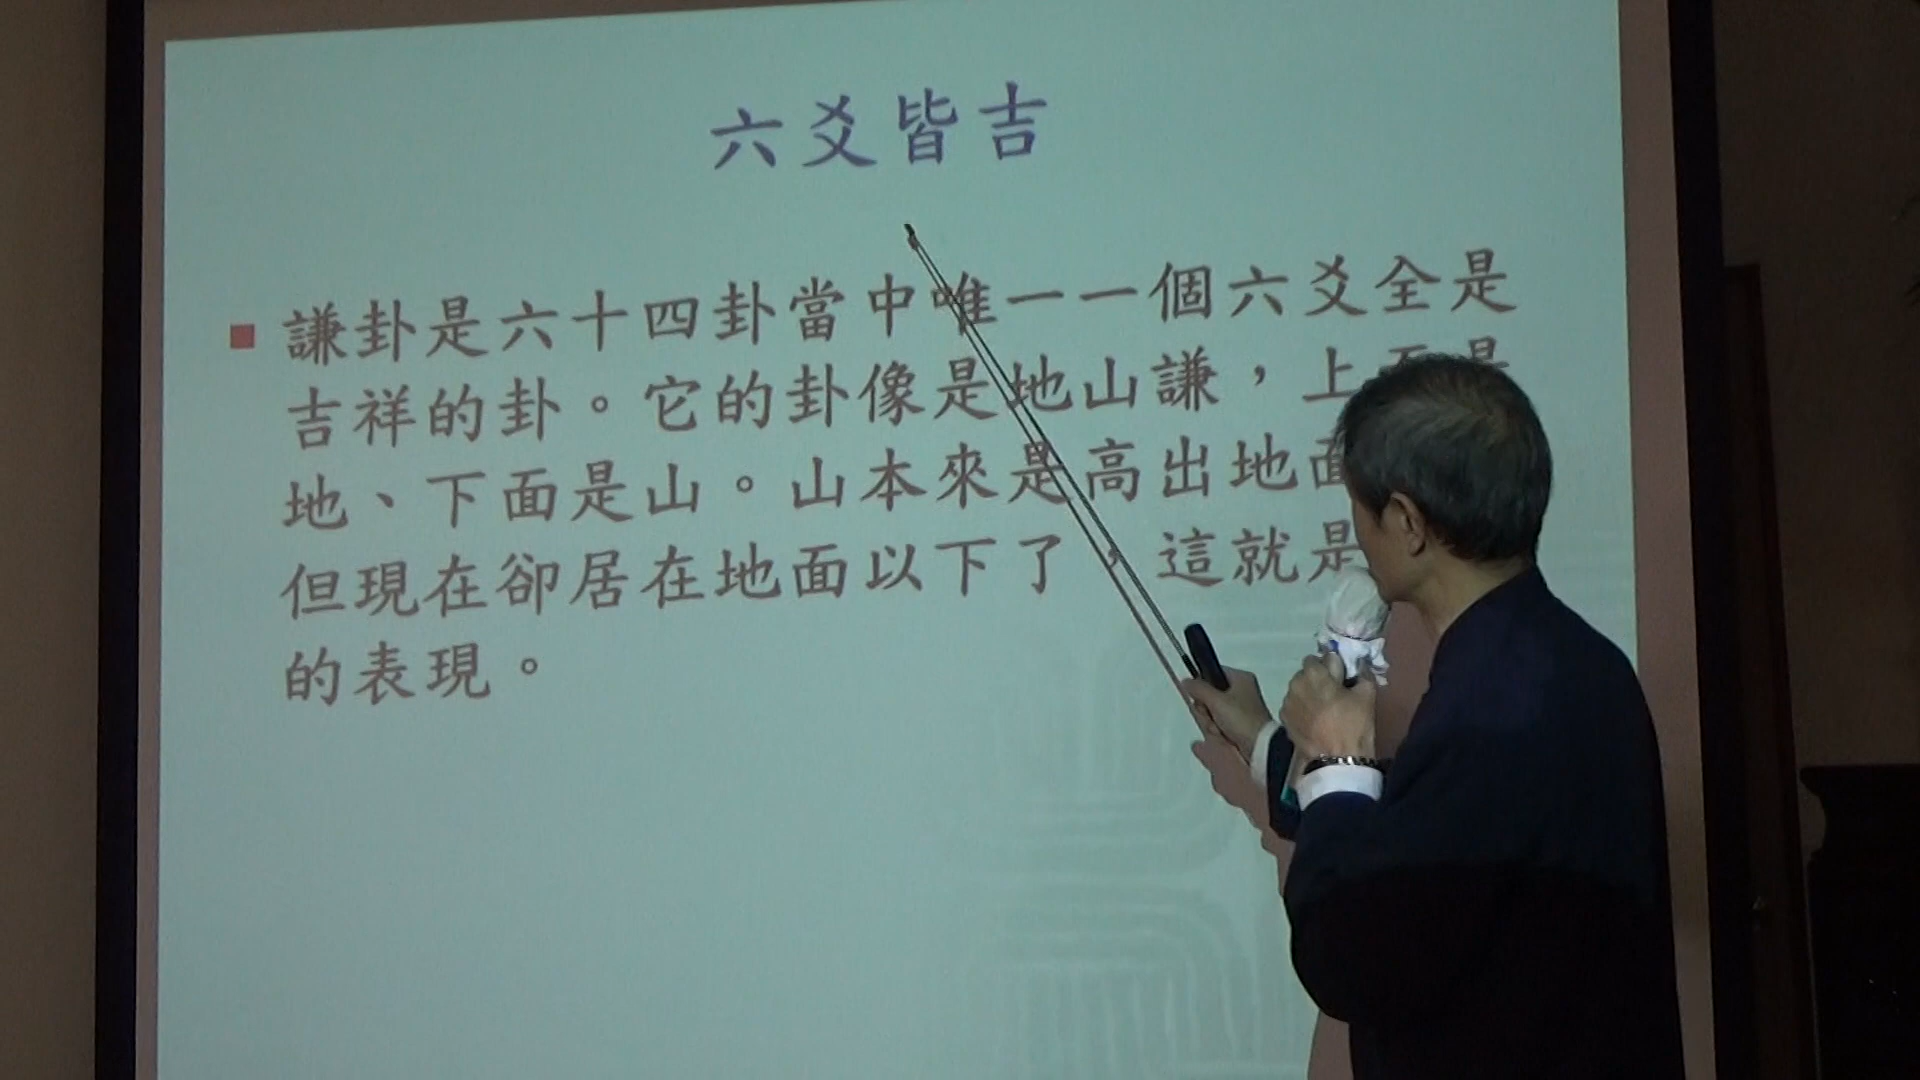 六爻皆吉
謙卦是六十四卦當中唯一一個六爻全是
吉祥的卦。它的卦像是地山謙，上面是
地、下面是山。山本來是高出地面
但現在卻居在地面以下了，這就是
的表現。